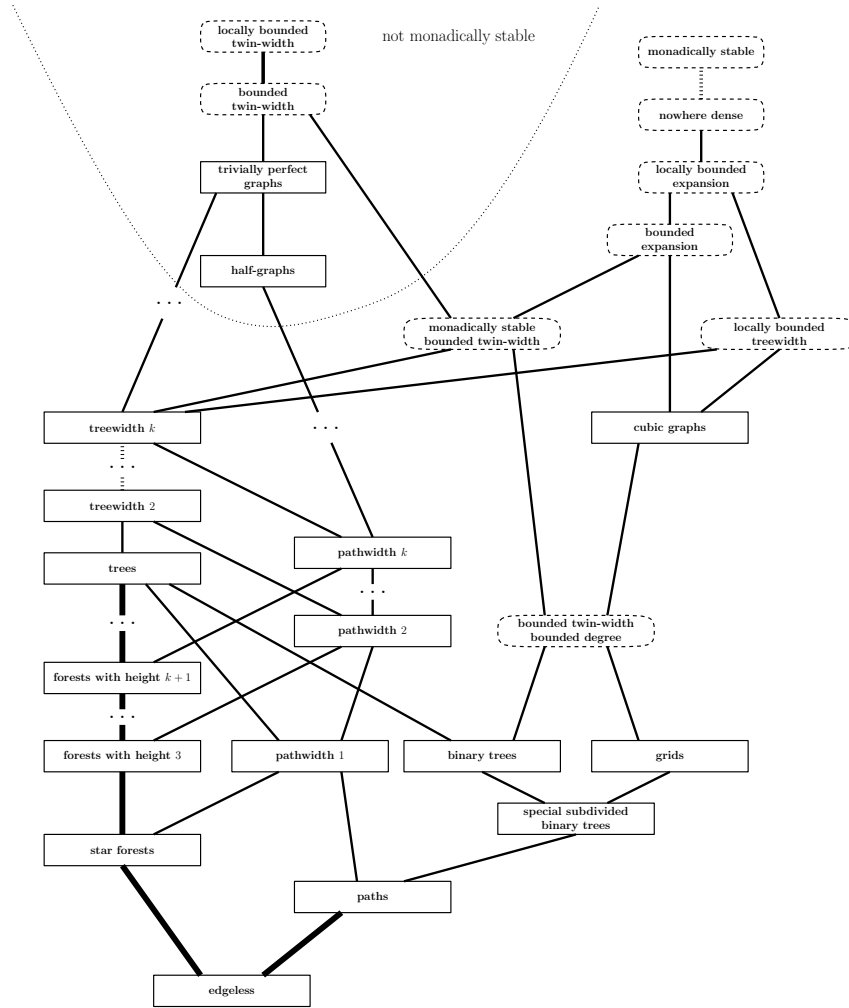 locally bounded
twin-width
not monadically stable
monadically stable
bounded
twin-width
nowhere dense
trivially perfect
graphs
locally bounded
expansion
bounded
expansion
half-graphs
. . .
monadically stable
bounded twin-width
locally bounded
treewidth
treewidth k
. . .
cubic graphs
. . .
treewidth 2
pathwidth k
trees
. . .
. . .
pathwidth 2
bounded twin-width
bounded degree
forests with height k + 1
. . .
forests with height 3
pathwidth 1
binary trees
grids
special subdivided
binary trees
star forests
paths
edgeless